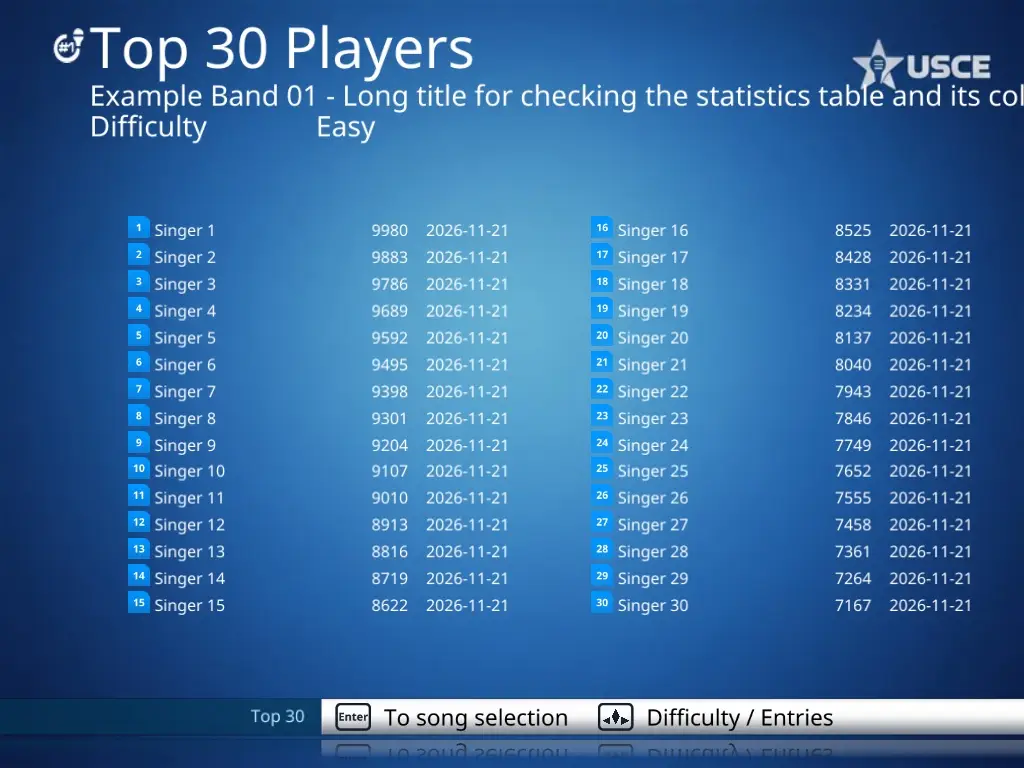 #1 Top 30 Players
USCE
Example Band 01 - Long title for checking the statistics table and its col
Difficulty Easy
1 Singer 1 9980 2026-11-21
2 Singer 2 9883 2026-11-21
3 Singer 3 9786 2026-11-21
4 Singer 4 9689 2026-11-21
5 Singer 5 9592 2026-11-21
6 Singer 6 9495 2026-11-21
7 Singer 7 9398 2026-11-21
8 Singer 8 9301 2026-11-21
9 Singer 9 9204 2026-11-21
10 Singer 10 9107 2026-11-21
11 Singer 11 9010 2026-11-21
12 Singer 12 8913 2026-11-21
13 Singer 13 8816 2026-11-21
14 Singer 14 8719 2026-11-21
15 Singer 15 8622 2026-11-21
16 Singer 16 8525 2026-11-21
17 Singer 17 8428 2026-11-21
18 Singer 18 8331 2026-11-21
19 Singer 19 8234 2026-11-21
20 Singer 20 8137 2026-11-21
21 Singer 21 8040 2026-11-21
22 Singer 22 7943 2026-11-21
23 Singer 23 7846 2026-11-21
24 Singer 24 7749 2026-11-21
25 Singer 25 7652 2026-11-21
26 Singer 26 7555 2026-11-21
27 Singer 27 7458 2026-11-21
28 Singer 28 7361 2026-11-21
29 Singer 29 7264 2026-11-21
30 Singer 30 7167 2026-11-21
Top 30 Enter To song selection Difficulty / Entries